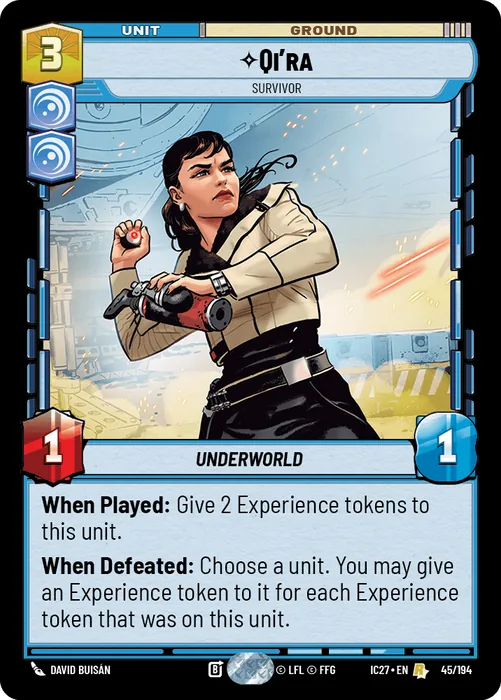 UNIT
GROUND
3
✧QI'RA
SURVIVOR
1
1
UNDERWORLD
When Played: Give 2 Experience tokens to
this unit.
When Defeated: Choose a unit. You may give
an Experience token to it for each Experience
token that was on this unit.
DAVID BUISÁN
B
© LFL © FFG
IC27•EN
R
45/194